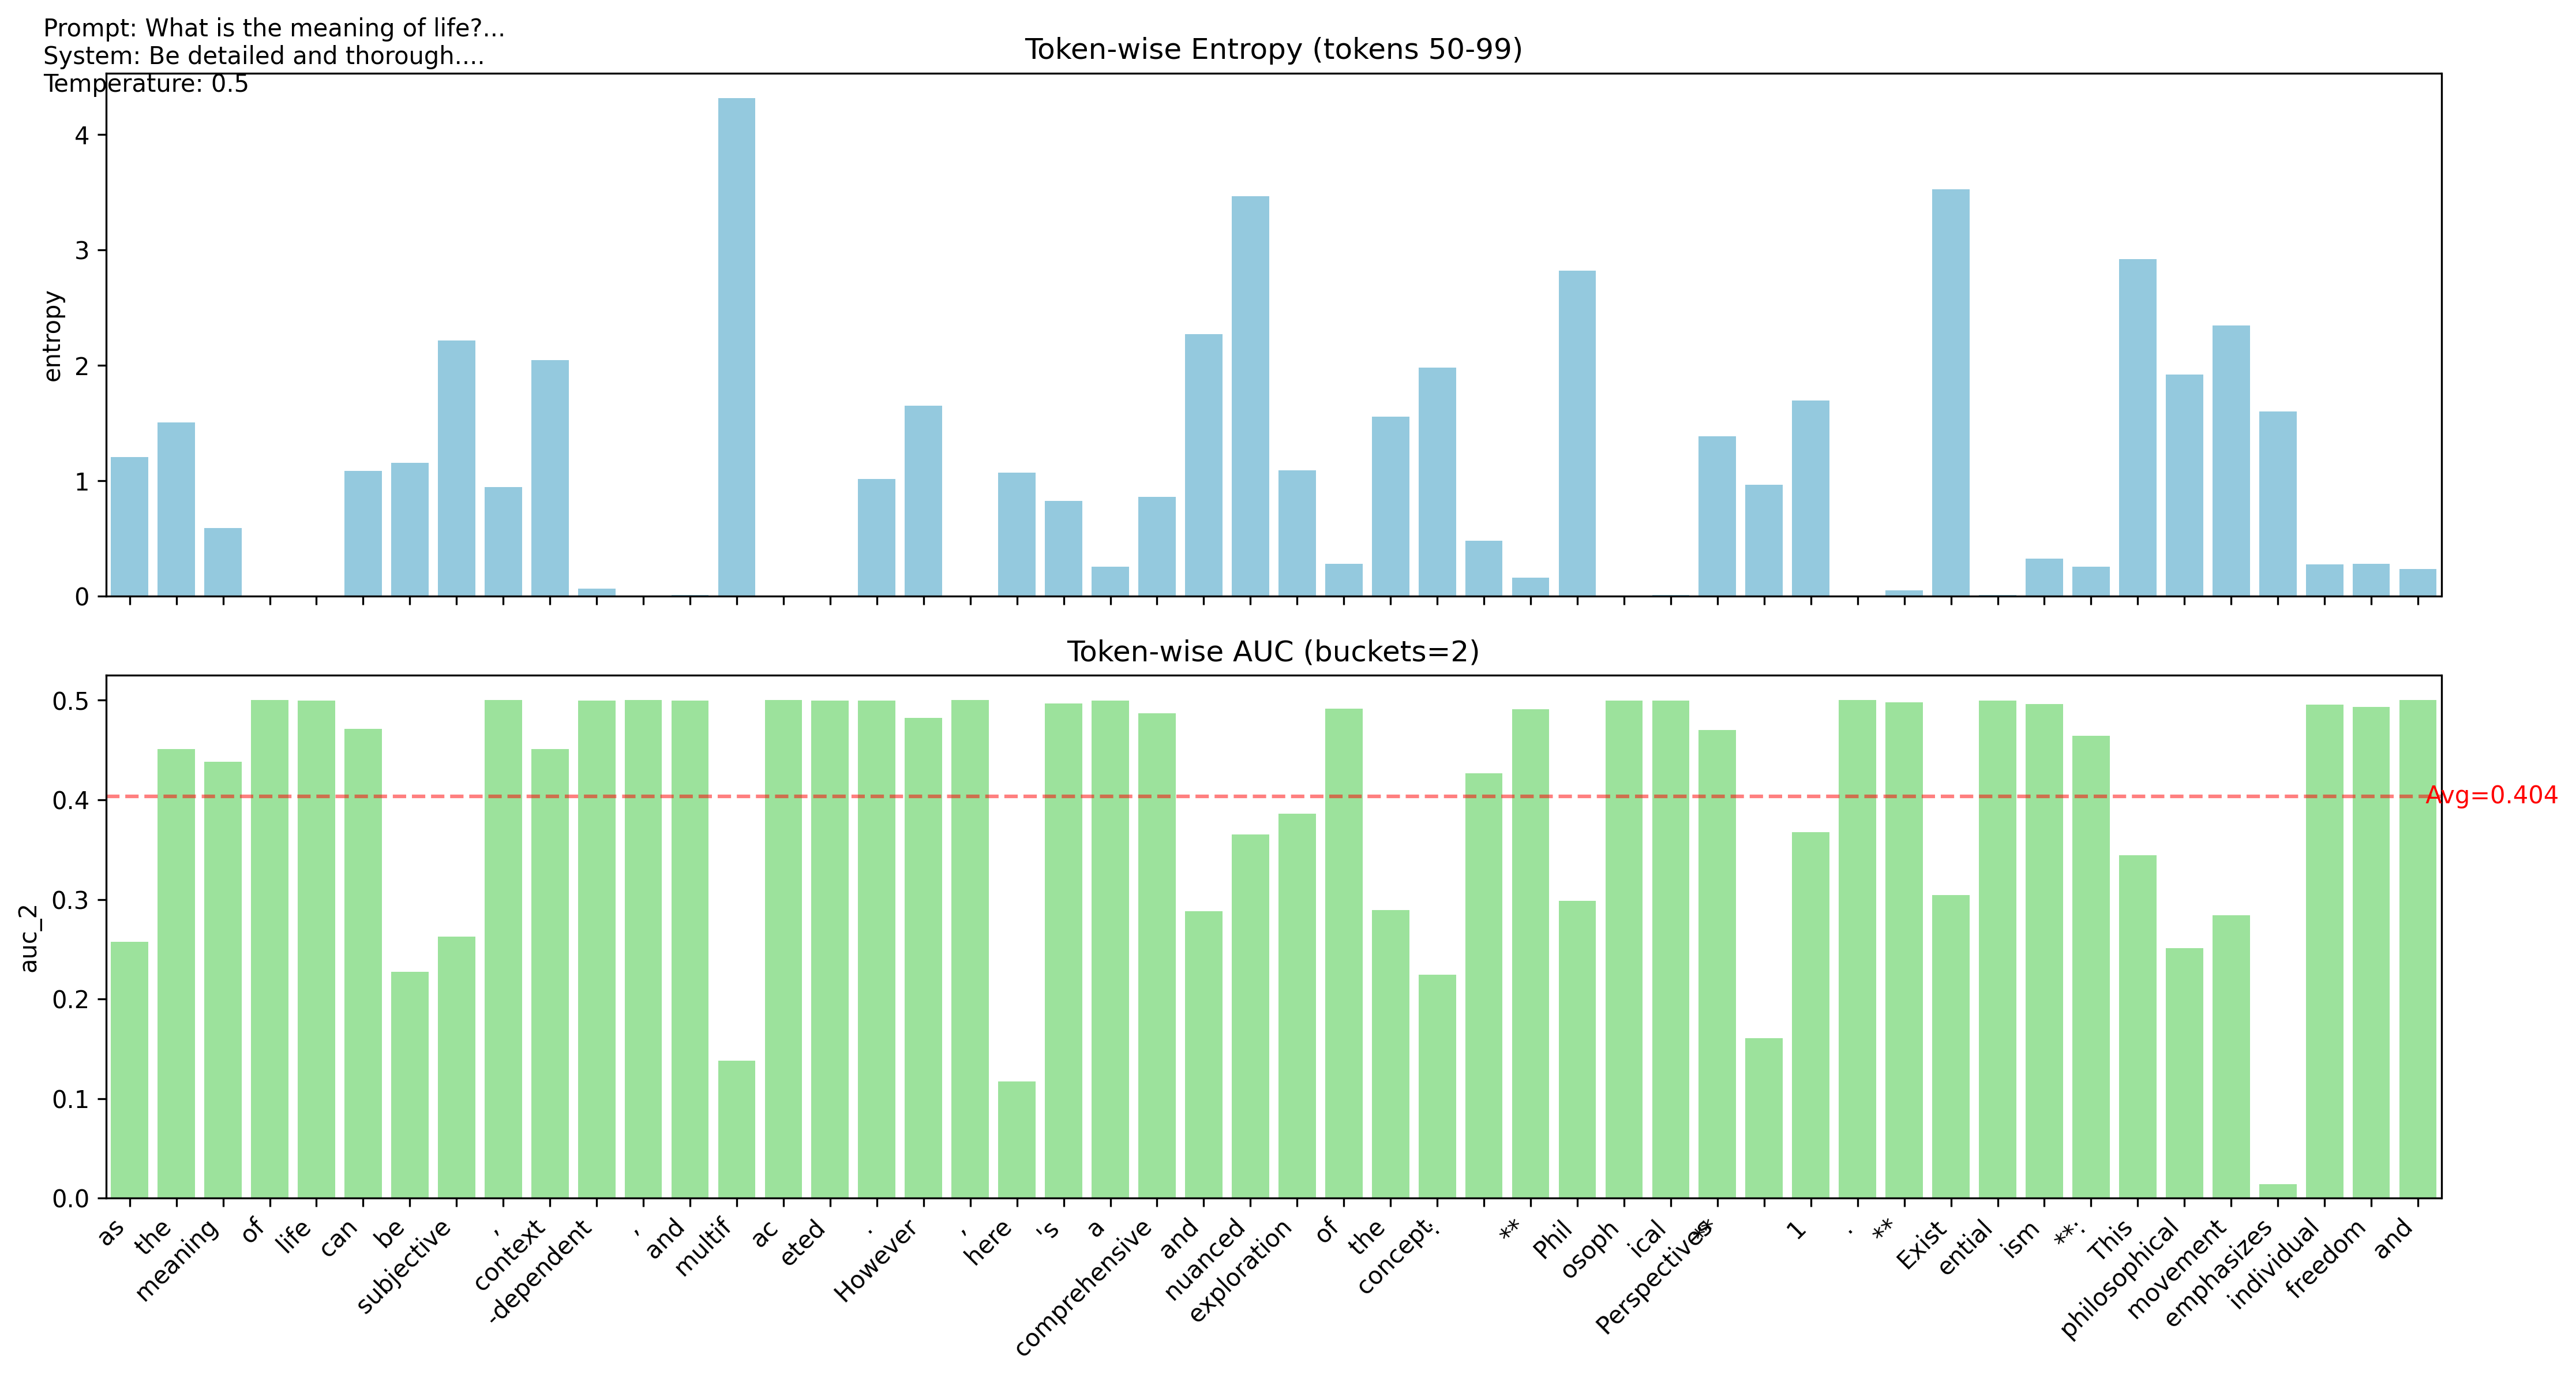 Prompt: What is the meaning of life?...
System: Be detailed and thorough....
Temperature: 0.5
Token-wise Entropy (tokens 50-99)
entropy
4
3
2
1
0
Token-wise AUC (buckets=2)
auc_2
0.5
0.4
0.3
0.2
0.1
0.0
Avg=0.404
as
the
meaning
of
life
can
be
subjective
,
context
-dependent
,
and
multif
ac
eted
.
However
,
here
's
a
comprehensive
and
nuanced
exploration
of
the
concept
**
Phil
osoph
ical
Perspectives
**
1
.
**
Exist
ential
ism
**:
This
philosophical
movement
emphasizes
individual
freedom
and